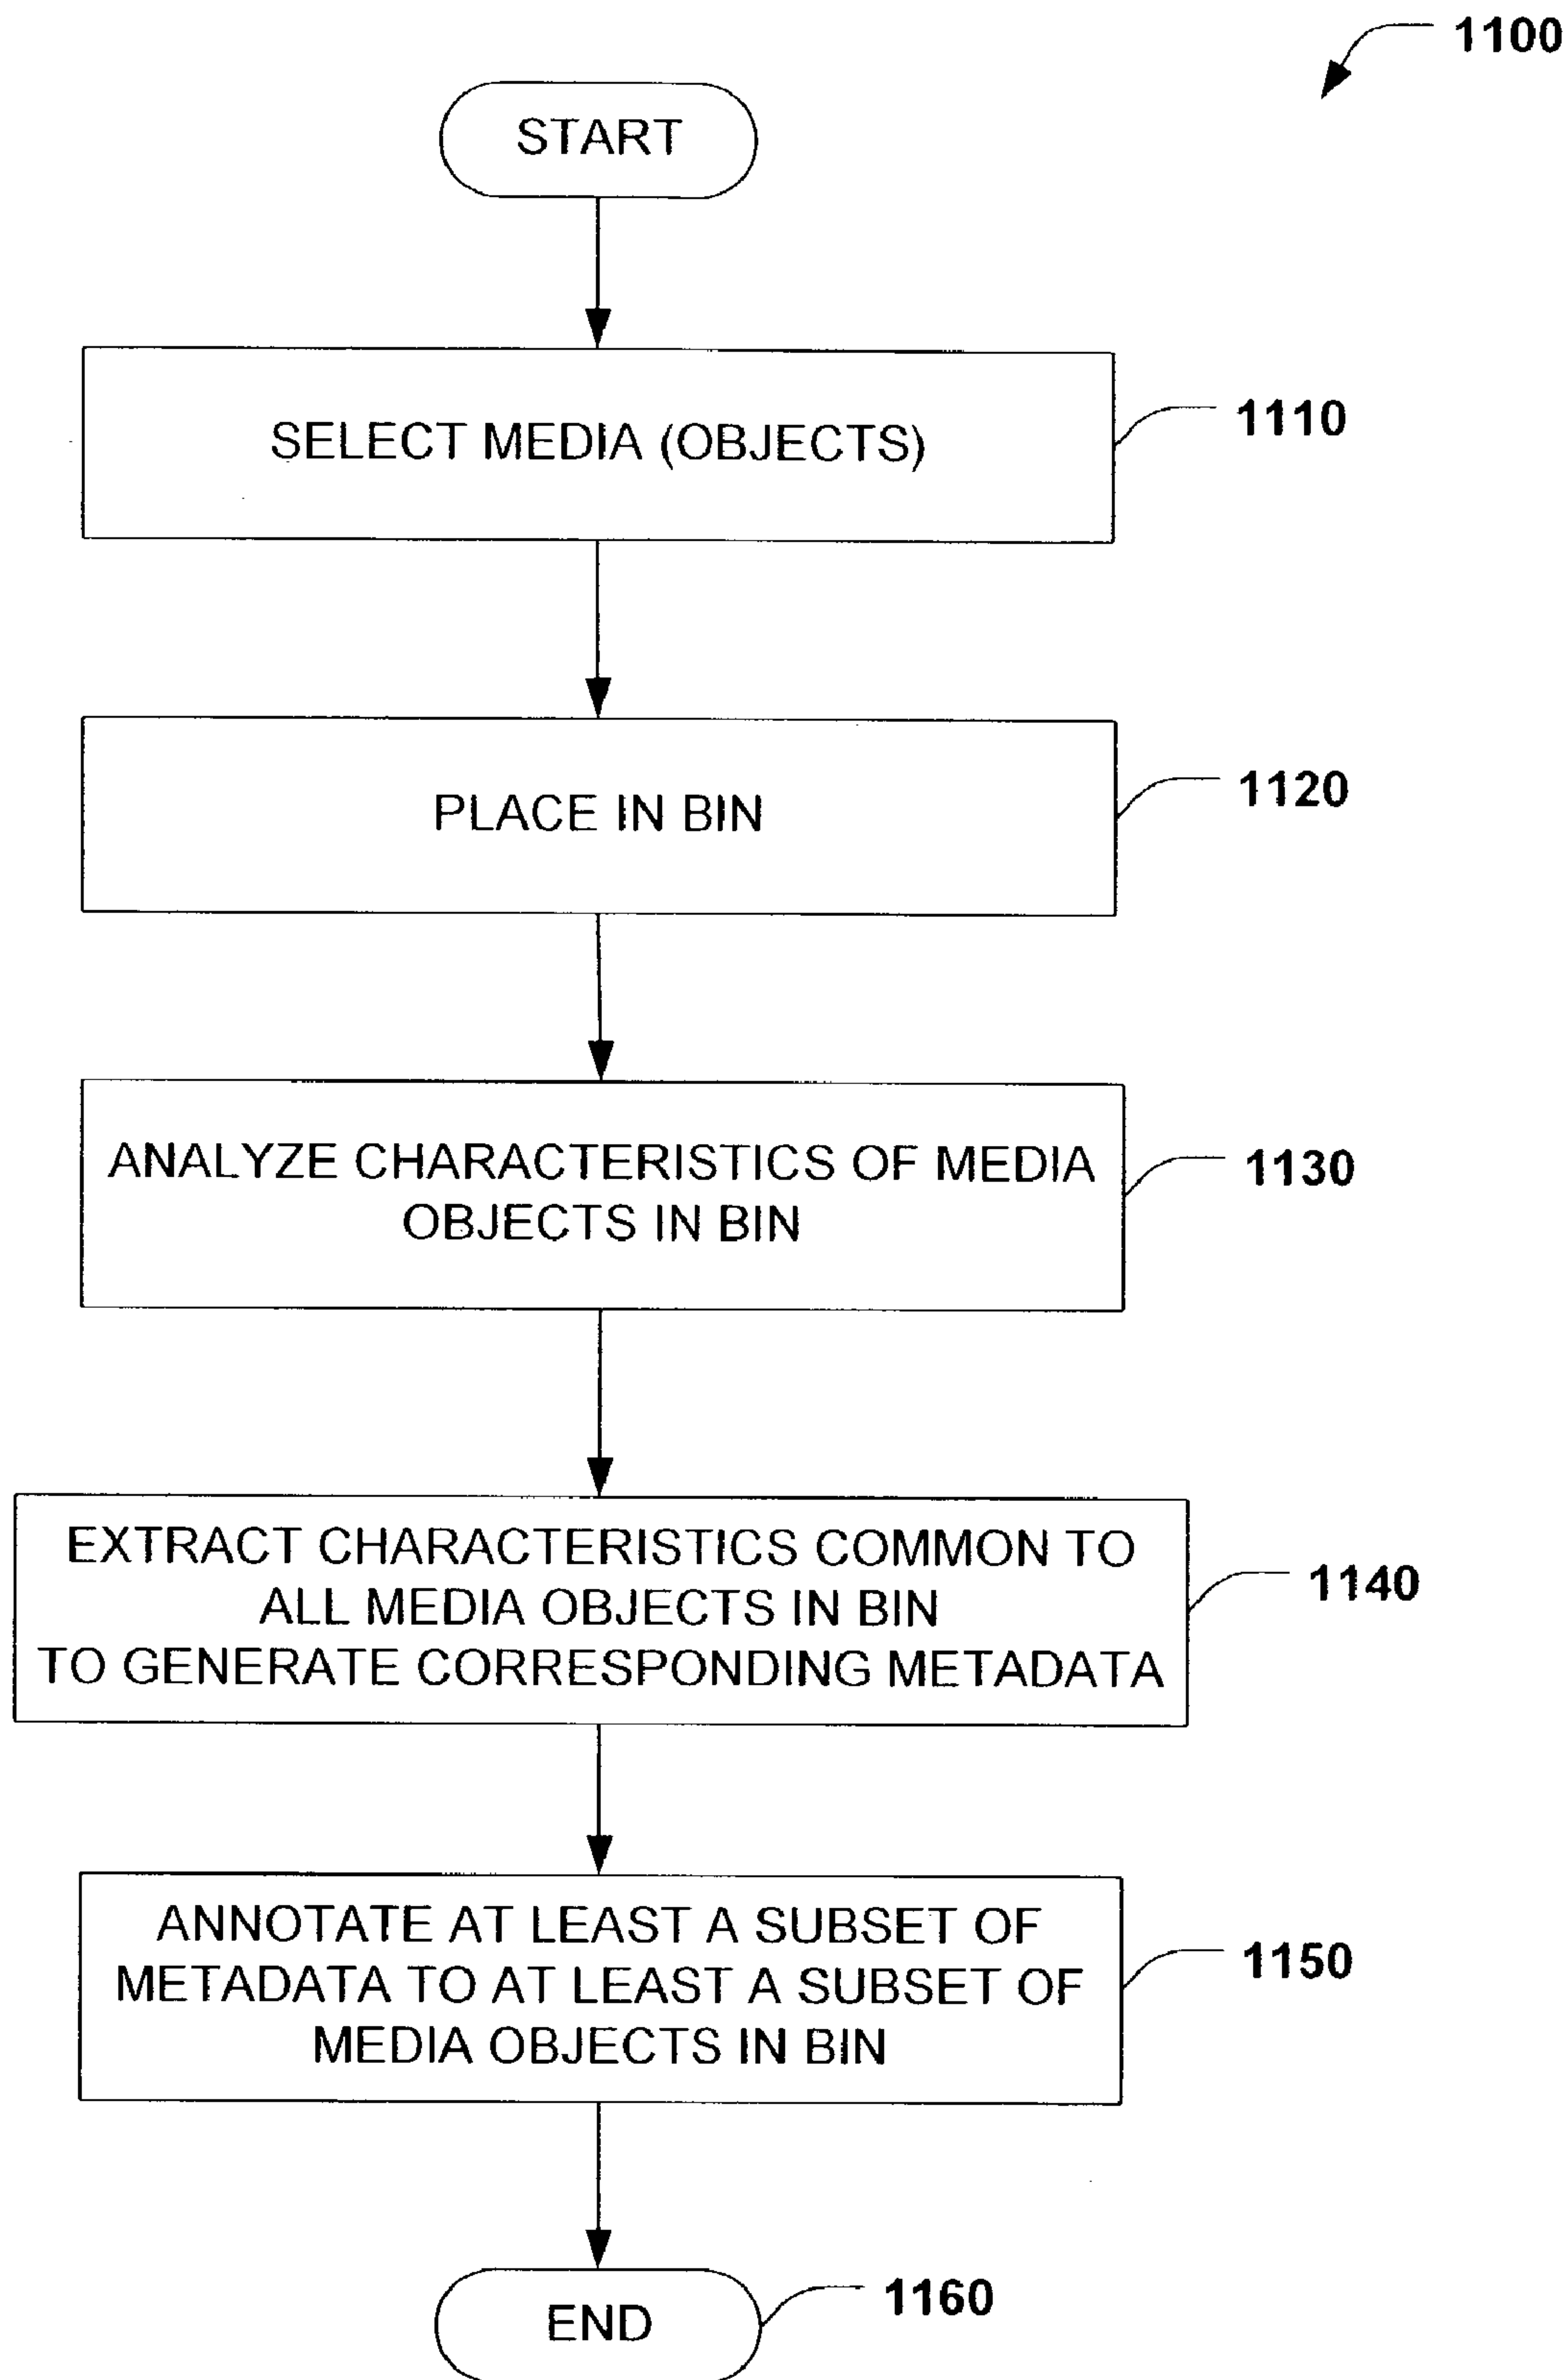 1100
START
SELECT MEDIA (OBJECTS)
1110
PLACE IN BIN
1120
ANALYZE CHARACTERISTICS OF MEDIA
OBJECTS IN BIN
1130
EXTRACT CHARACTERISTICS COMMON TO
ALL MEDIA OBJECTS IN BIN
TO GENERATE CORRESPONDING METADATA
1140
ANNOTATE AT LEAST A SUBSET OF
METADATA TO AT LEAST A SUBSET OF
MEDIA OBJECTS IN BIN
1150
END
1160